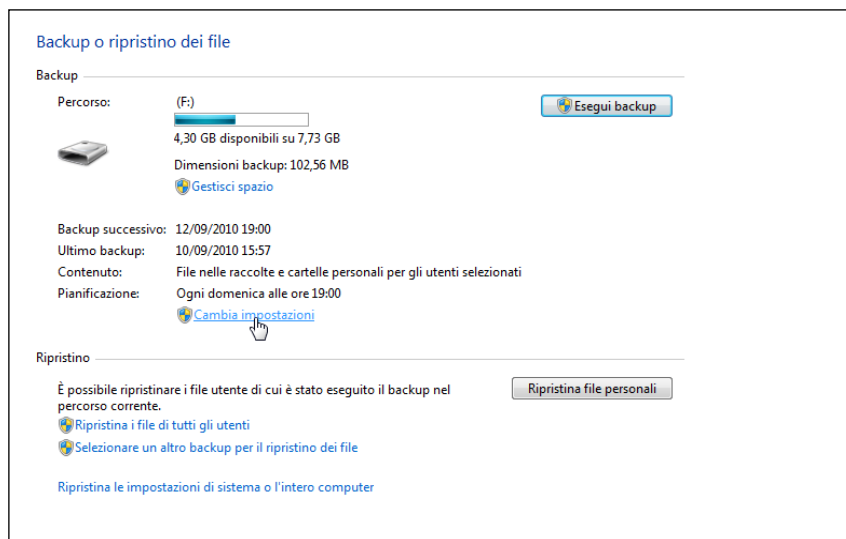 Backup o ripristino dei file
Backup
Percorso: (F:) Esegui backup
4,30 GB disponibili su 7,73 GB
Dimensioni backup: 102,56 MB
Gestisci spazio
Backup successivo: 12/09/2010 19:00
Ultimo backup: 10/09/2010 15:57
Contenuto: File nelle raccolte e cartelle personali per gli utenti selezionati
Pianificazione: Ogni domenica alle ore 19:00
Cambia impostazioni
Ripristino
È possibile ripristinare i file utente di cui è stato eseguito il backup nel Ripristina file personali
percorso corrente.
Ripristina i file di tutti gli utenti
Selezionare un altro backup per il ripristino dei file
Ripristina le impostazioni di sistema o l'intero computer